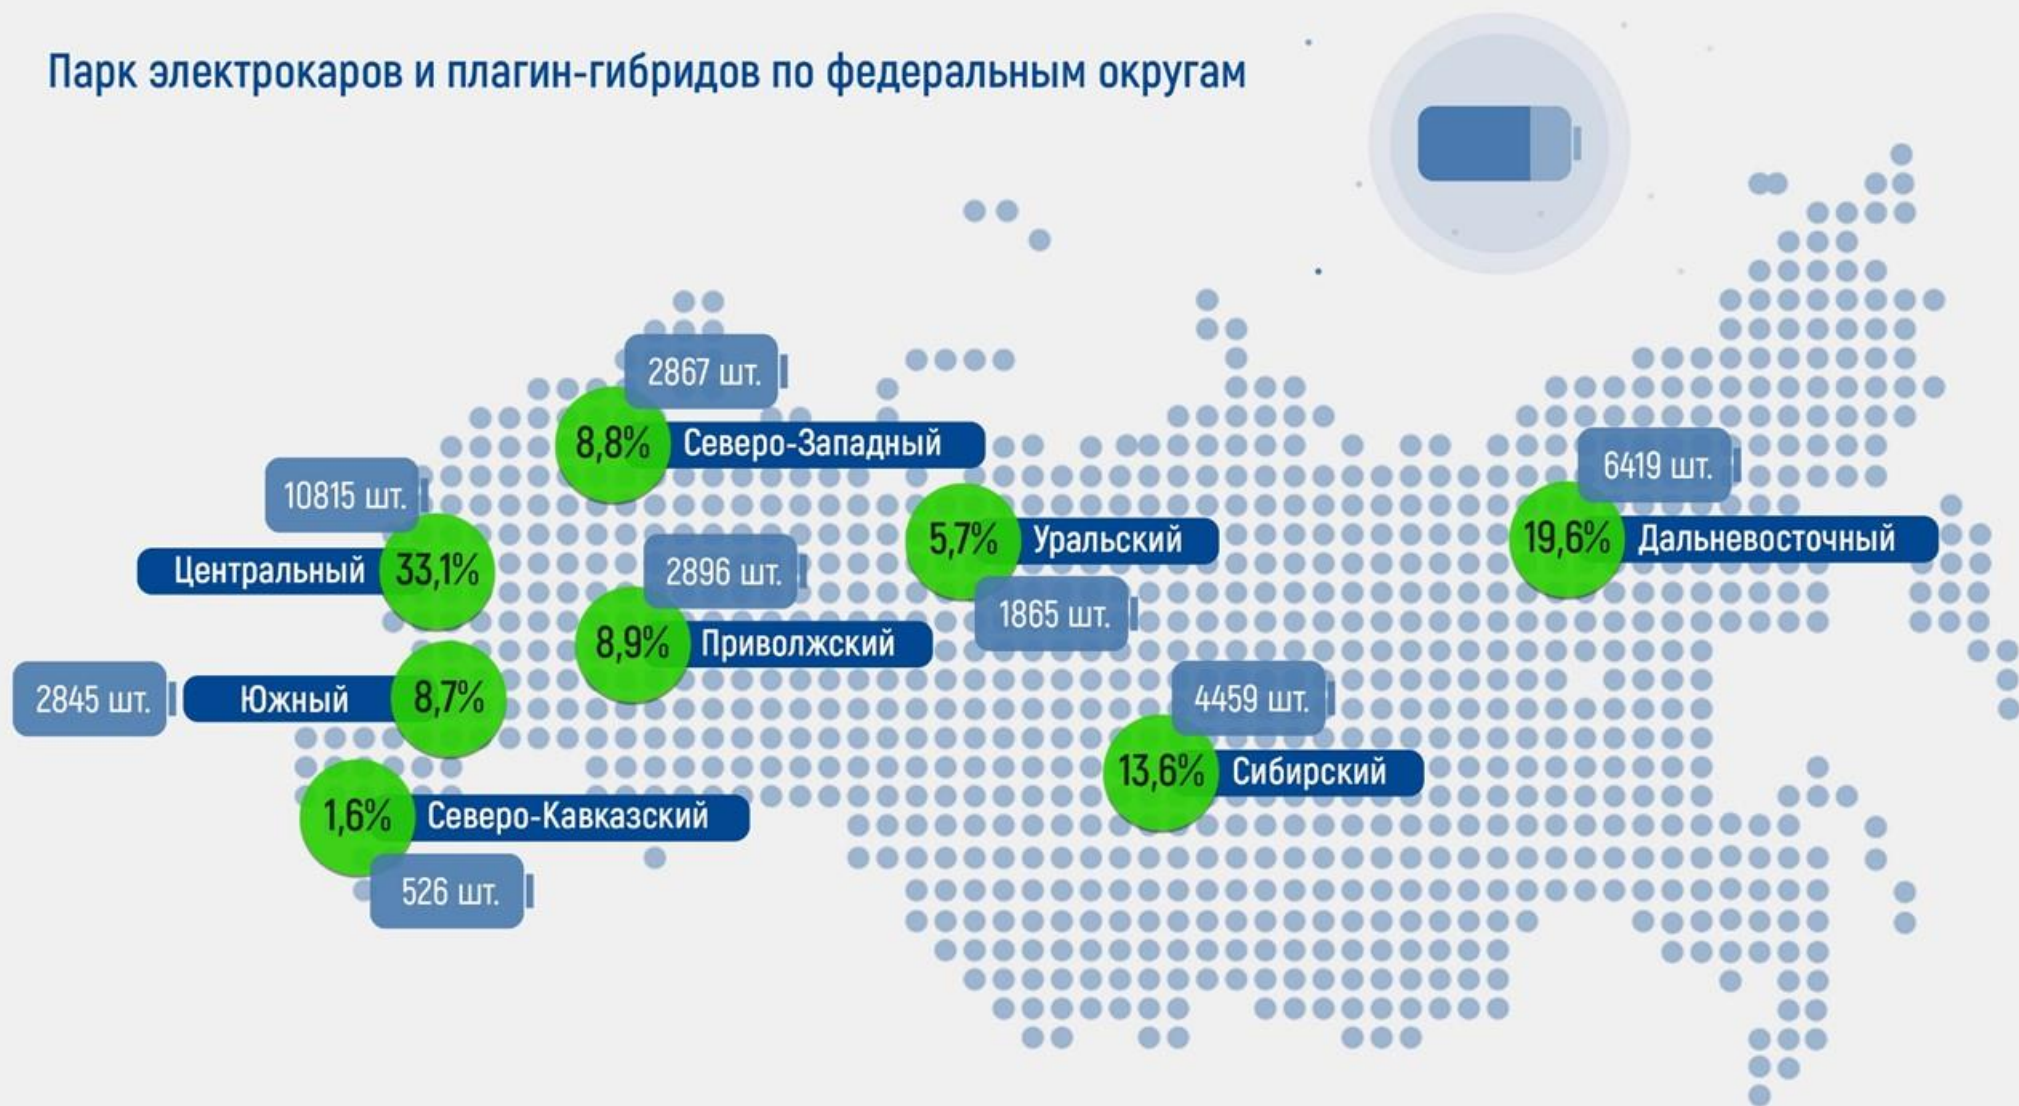 Парк электрокаров и плагин-гибридов по федеральным округам
2867 шт.
8,8% Северо-Западный
10815 шт.
Центральный 33,1%
2896 шт.
8,9% Приволжский
5,7% Уральский
1865 шт.
6419 шт.
19,6% Дальневосточный
2845 шт. Южный 8,7%
4459 шт.
13,6% Сибирский
1,6% Северо-Кавказский
526 шт.